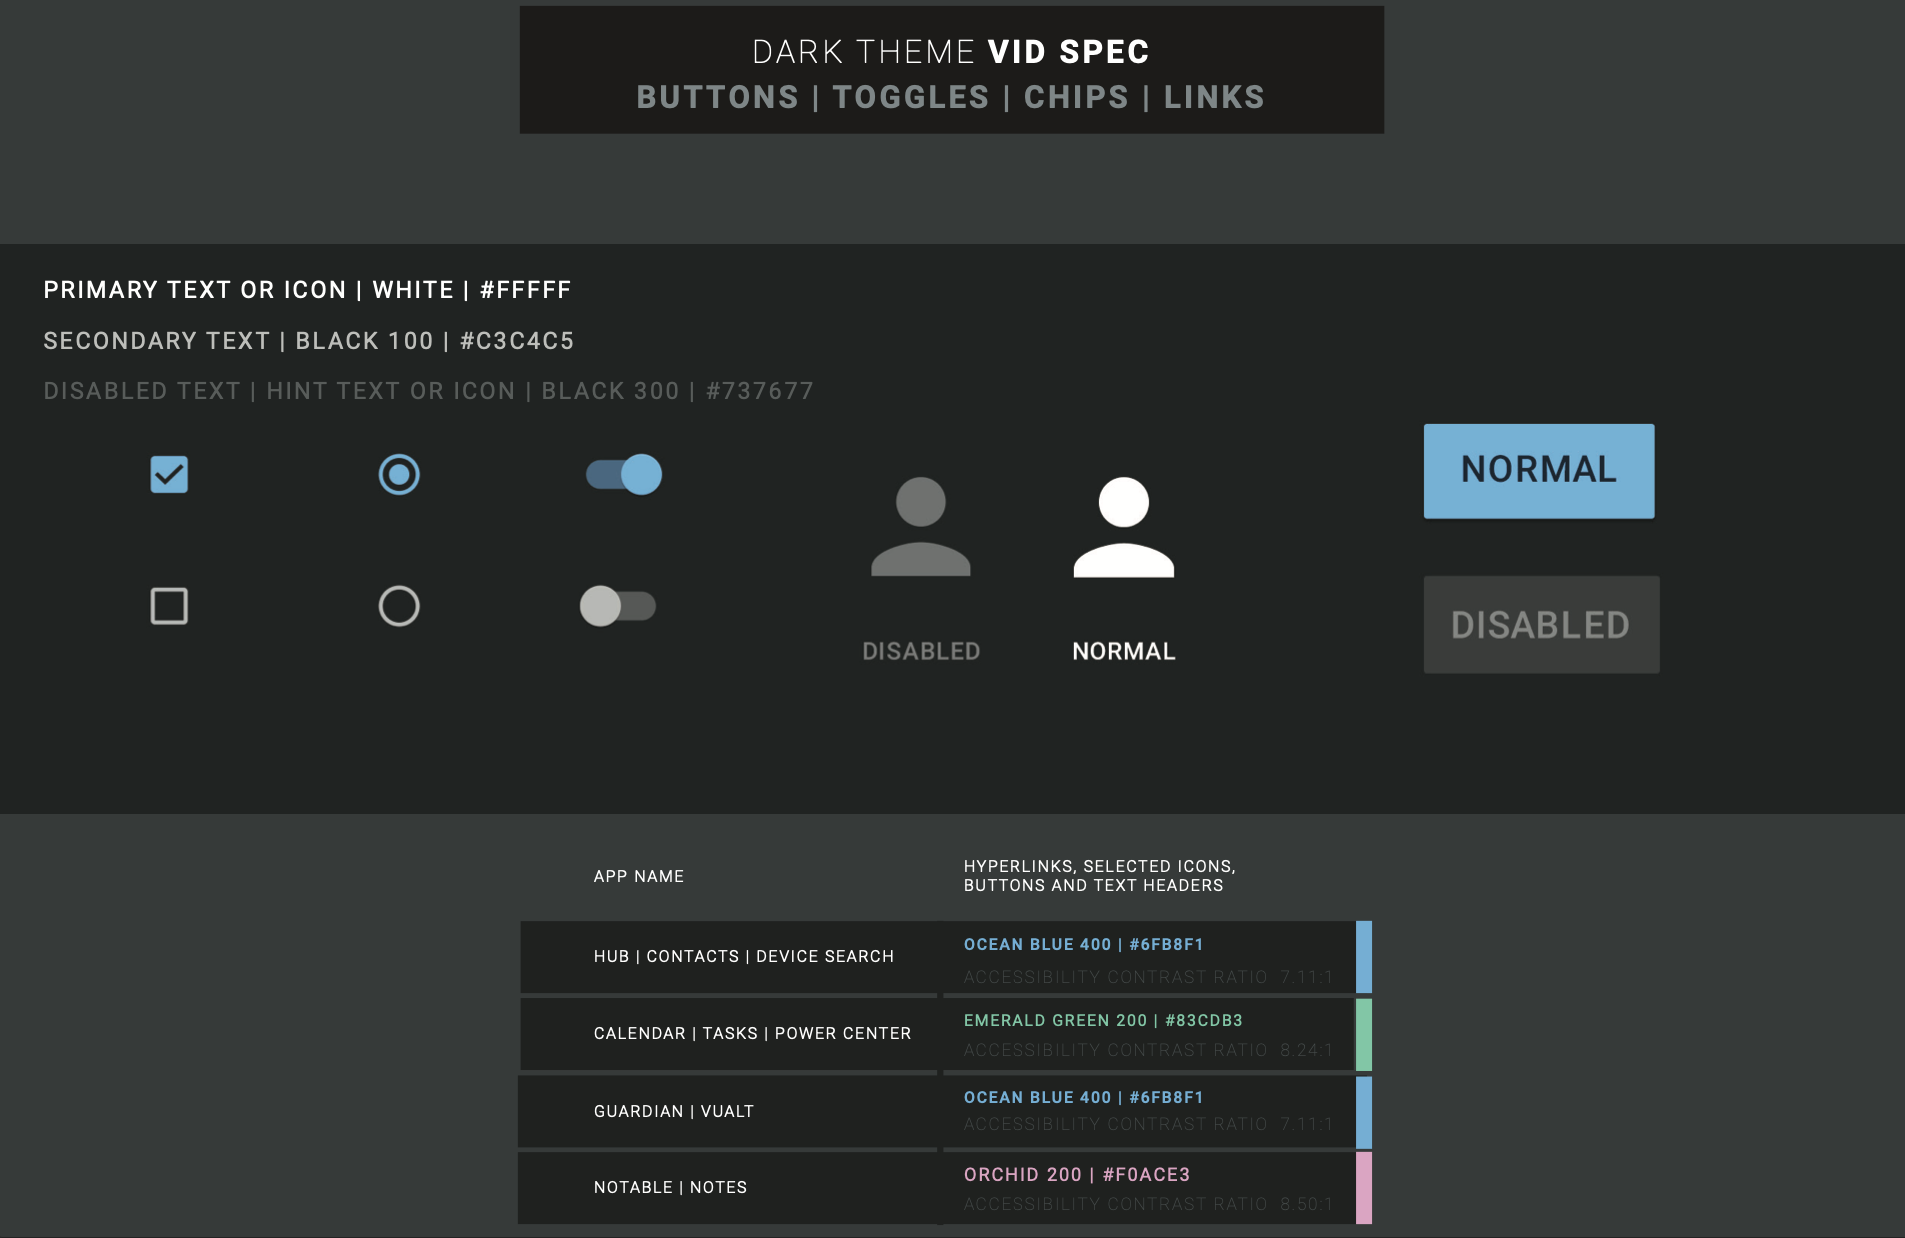 DARK THEME VID SPEC
BUTTONS | TOGGLES | CHIPS | LINKS
PRIMARY TEXT OR ICON | WHITE | #FFFFF
SECONDARY TEXT | BLACK 100 | #C3C4C5
DISABLED TEXT | HINT TEXT OR ICON | BLACK 300 | #737677
NORMAL
DISABLED
DISABLED NORMAL
APP NAME
HYPERLINKS, SELECTED ICONS,
BUTTONS AND TEXT HEADERS
HUB | CONTACTS | DEVICE SEARCH
OCEAN BLUE 400 | #6FB8F1
ACCESSIBILITY CONTRAST RATIO 7.11:1
CALENDAR | TASKS | POWER CENTER
EMERALD GREEN 200 | #83CDB3
ACCESSIBILITY CONTRAST RATIO 8.24:1
GUARDIAN | VUALT
OCEAN BLUE 400 | #6FB8F1
ACCESSIBILITY CONTRAST RATIO 7.11:1
NOTABLE | NOTES
ORCHID 200 | #F0ACE3
ACCESSIBILITY CONTRAST RATIO 8.50:1